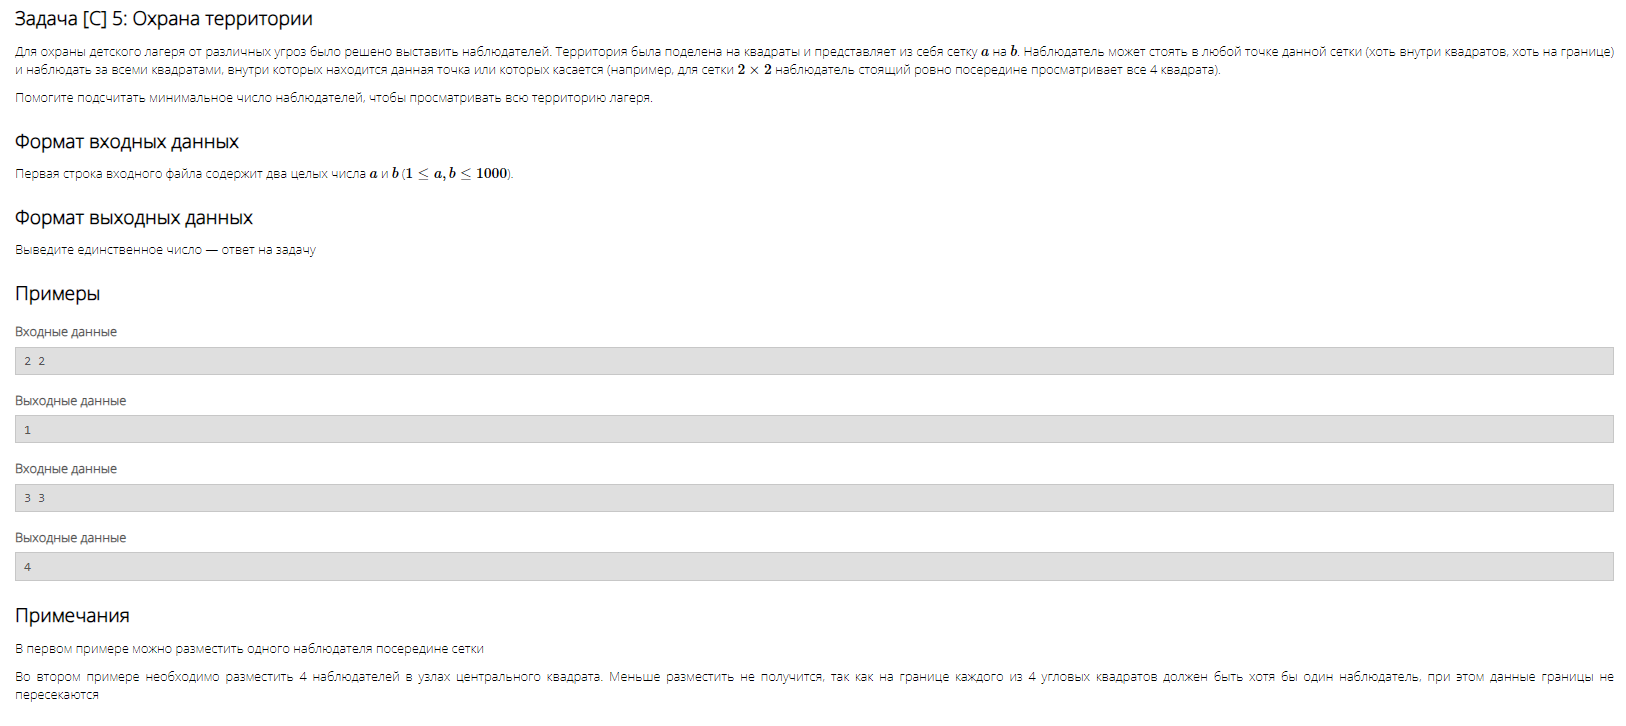 Задача [C] 5: Охрана территории
Для охраны детского лагеря от различных угроз было решено выставить наблюдателей. Территория была поделена на квадраты и представляет из себя сетку a на b. Наблюдатель может стоять в любой точке данной сетки (хоть внутри квадратов, хоть на границе)
и наблюдать за всеми квадратами, внутри которых находится данная точка или которых касается (например, для сетки 2 × 2 наблюдатель стоящий ровно посередине просматривает все 4 квадрата).
Помогите подсчитать минимальное число наблюдателей, чтобы просматривать всю территорию лагеря.
Формат входных данных
Первая строка входного файла содержит два целых числа a и b (1 ≤ a, b ≤ 1000).
Формат выходных данных
Выведите единственное число — ответ на задачу
Примеры
Входные данные
2 2
Выходные данные
1
Входные данные
3 3
Выходные данные
4
Примечания
В первом примере можно разместить одного наблюдателя посередине сетки
Во втором примере необходимо разместить 4 наблюдателей в узлах центрального квадрата. Меньше разместить не получится, так как на границе каждого из 4 угловых квадратов должен быть хотя бы один наблюдатель, при этом данные границы не
пересекаются